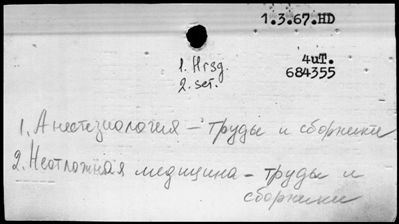 1.3.67.HD
4uT.
1. Hrsg.
684355
2. set.
1. Анестезиология - труды и сборники
2. Неотложная медицина - труды и
сборники